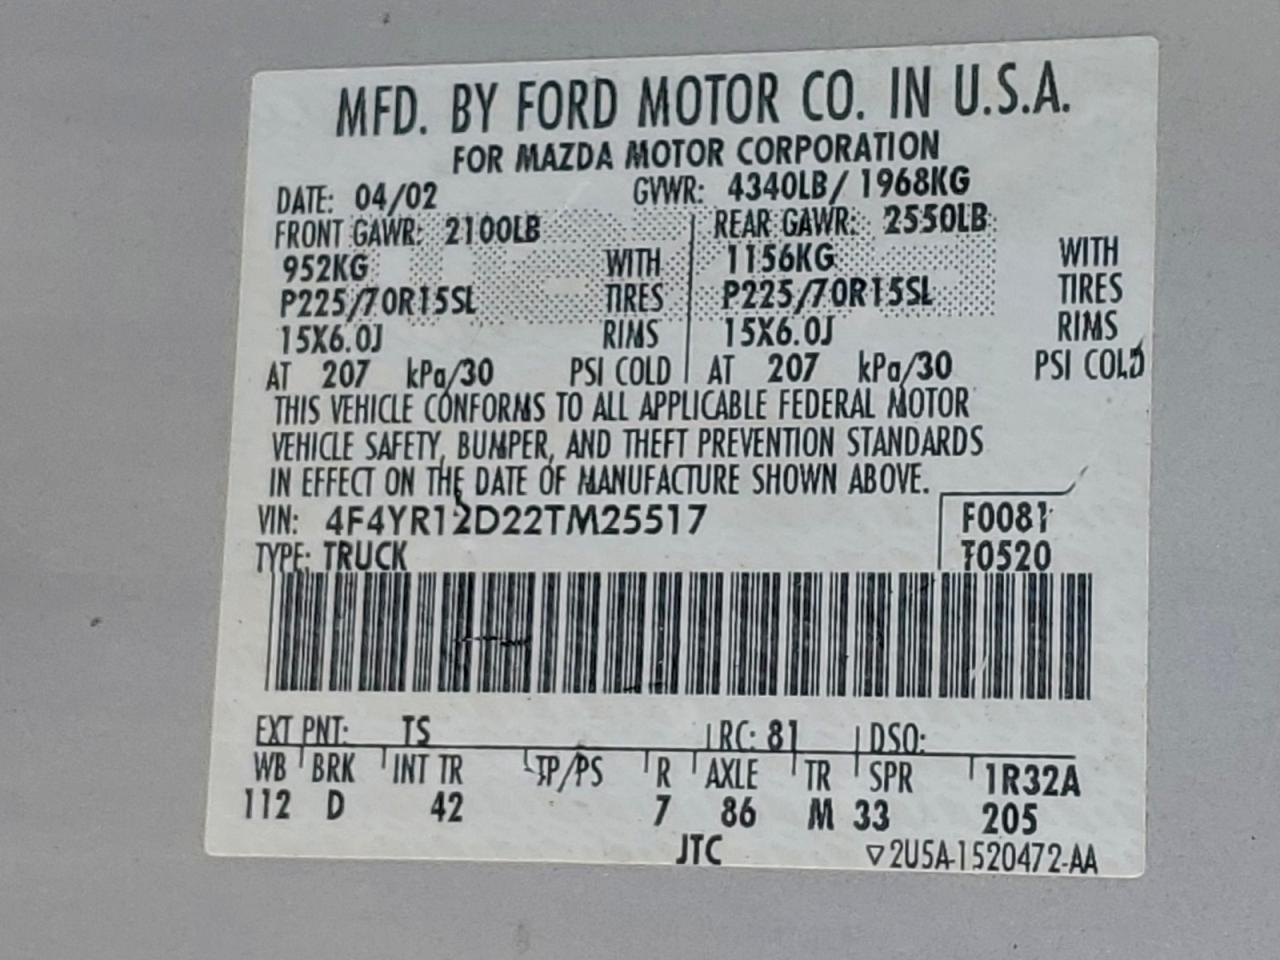 MFD. BY FORD MOTOR CO. IN U.S.A.
FOR MAZDA MOTOR CORPORATION
DATE: 04/02 GVWR: 4340LB/ 1968KG
FRONT GAWR: 2100LB REAR GAWR: 2550LB
952KG WITH 1156KG WITH
P225/70R15SL TIRES P225/70R15SL TIRES
15X6.0J RIMS 15X6.0J RIMS
AT 207 kPa/30 PSI COLD AT 207 kPa/30 PSI COLD
THIS VEHICLE CONFORMS TO ALL APPLICABLE FEDERAL MOTOR
VEHICLE SAFETY, BUMPER, AND THEFT PREVENTION STANDARDS
IN EFFECT ON THE DATE OF MANUFACTURE SHOWN ABOVE.
VIN: 4F4YR12D22TM25517 F0081
TYPE: TRUCK T0520
EXT PNT: TS RC: 81 DSO:
WB BRK INT TR TP/PS R AXLE TR SPR 1R32A
112 D 42 7 86 M 33 205
JTC ▽2U5A-1520472-AA